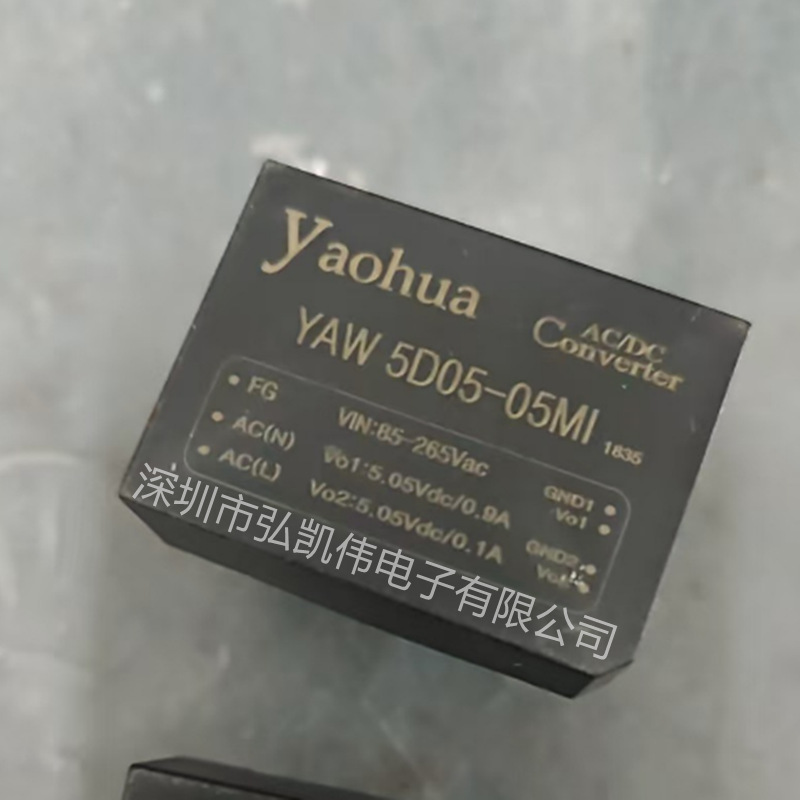 Yaohua
AC/DC
Converter
YAW 5D05-05MI
1835
FG
AC(N)
AC(L)
VIN:85-265Vac
Vo1:5.05Vdc/0.9A
Vo2:5.05Vdc/0.1A
GND1
Vo1
GND2
深圳市弘凯伟电子有限公司